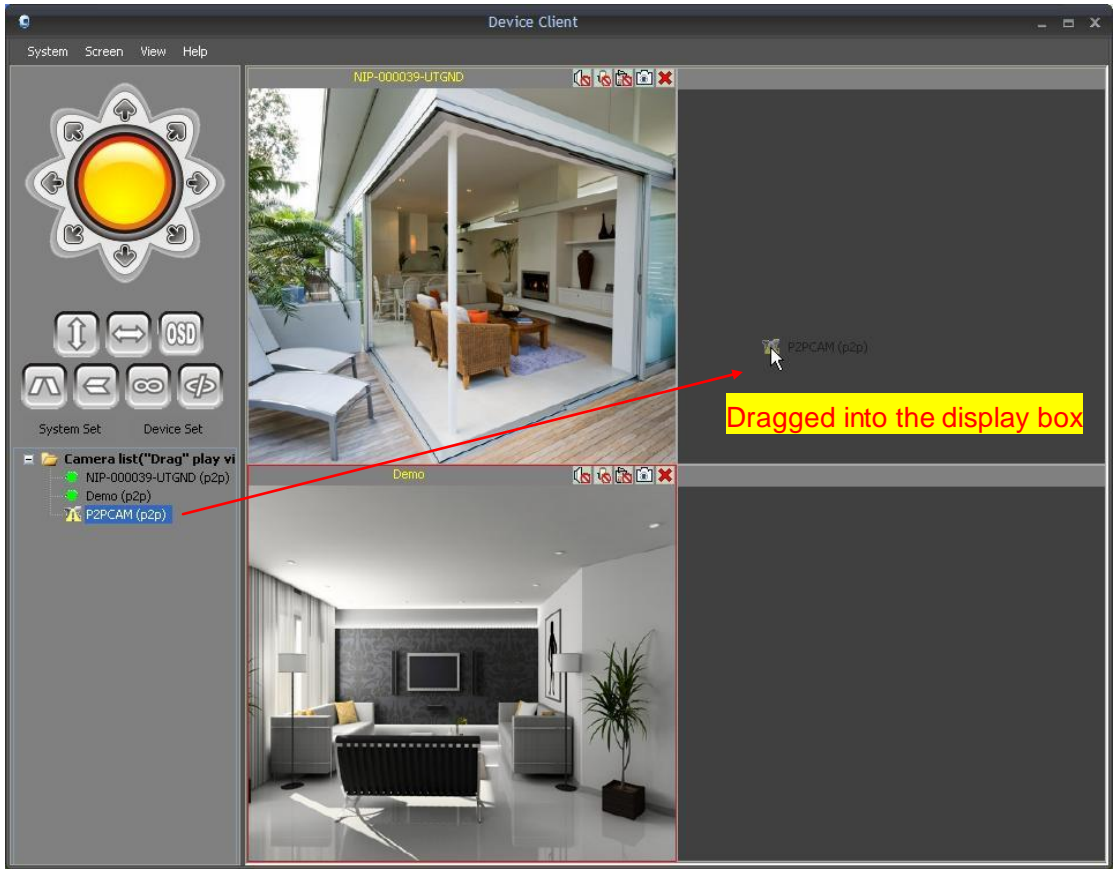 Device Client
System Screen View Help
NIP-000039-UTGND
P2PCAM (p2p)
Dragged into the display box
OSD
System Set Device Set
Camera list("Drag" play vi
NIP-000039-UTGND (p2p)
Demo (p2p)
P2PCAM (p2p)
Demo